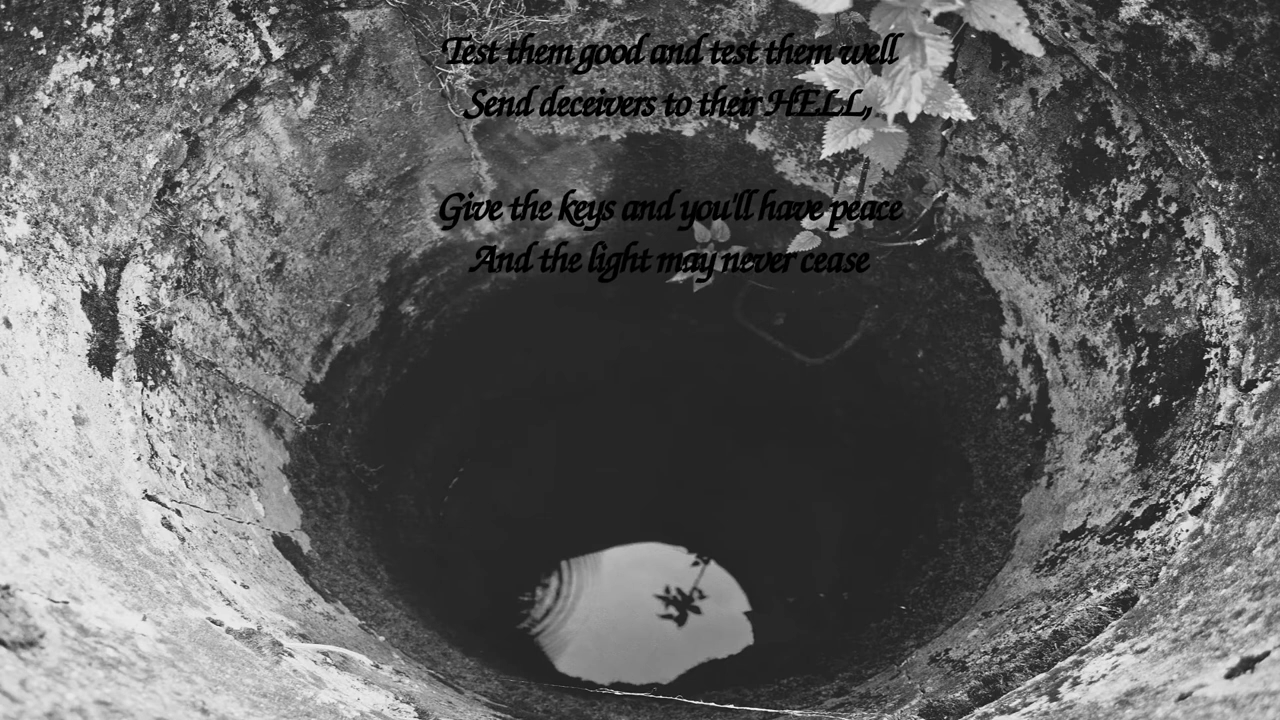 Test them good and test them well
Send deceivers to their HELL,
Give the keys and you'll have peace
And the light may never cease